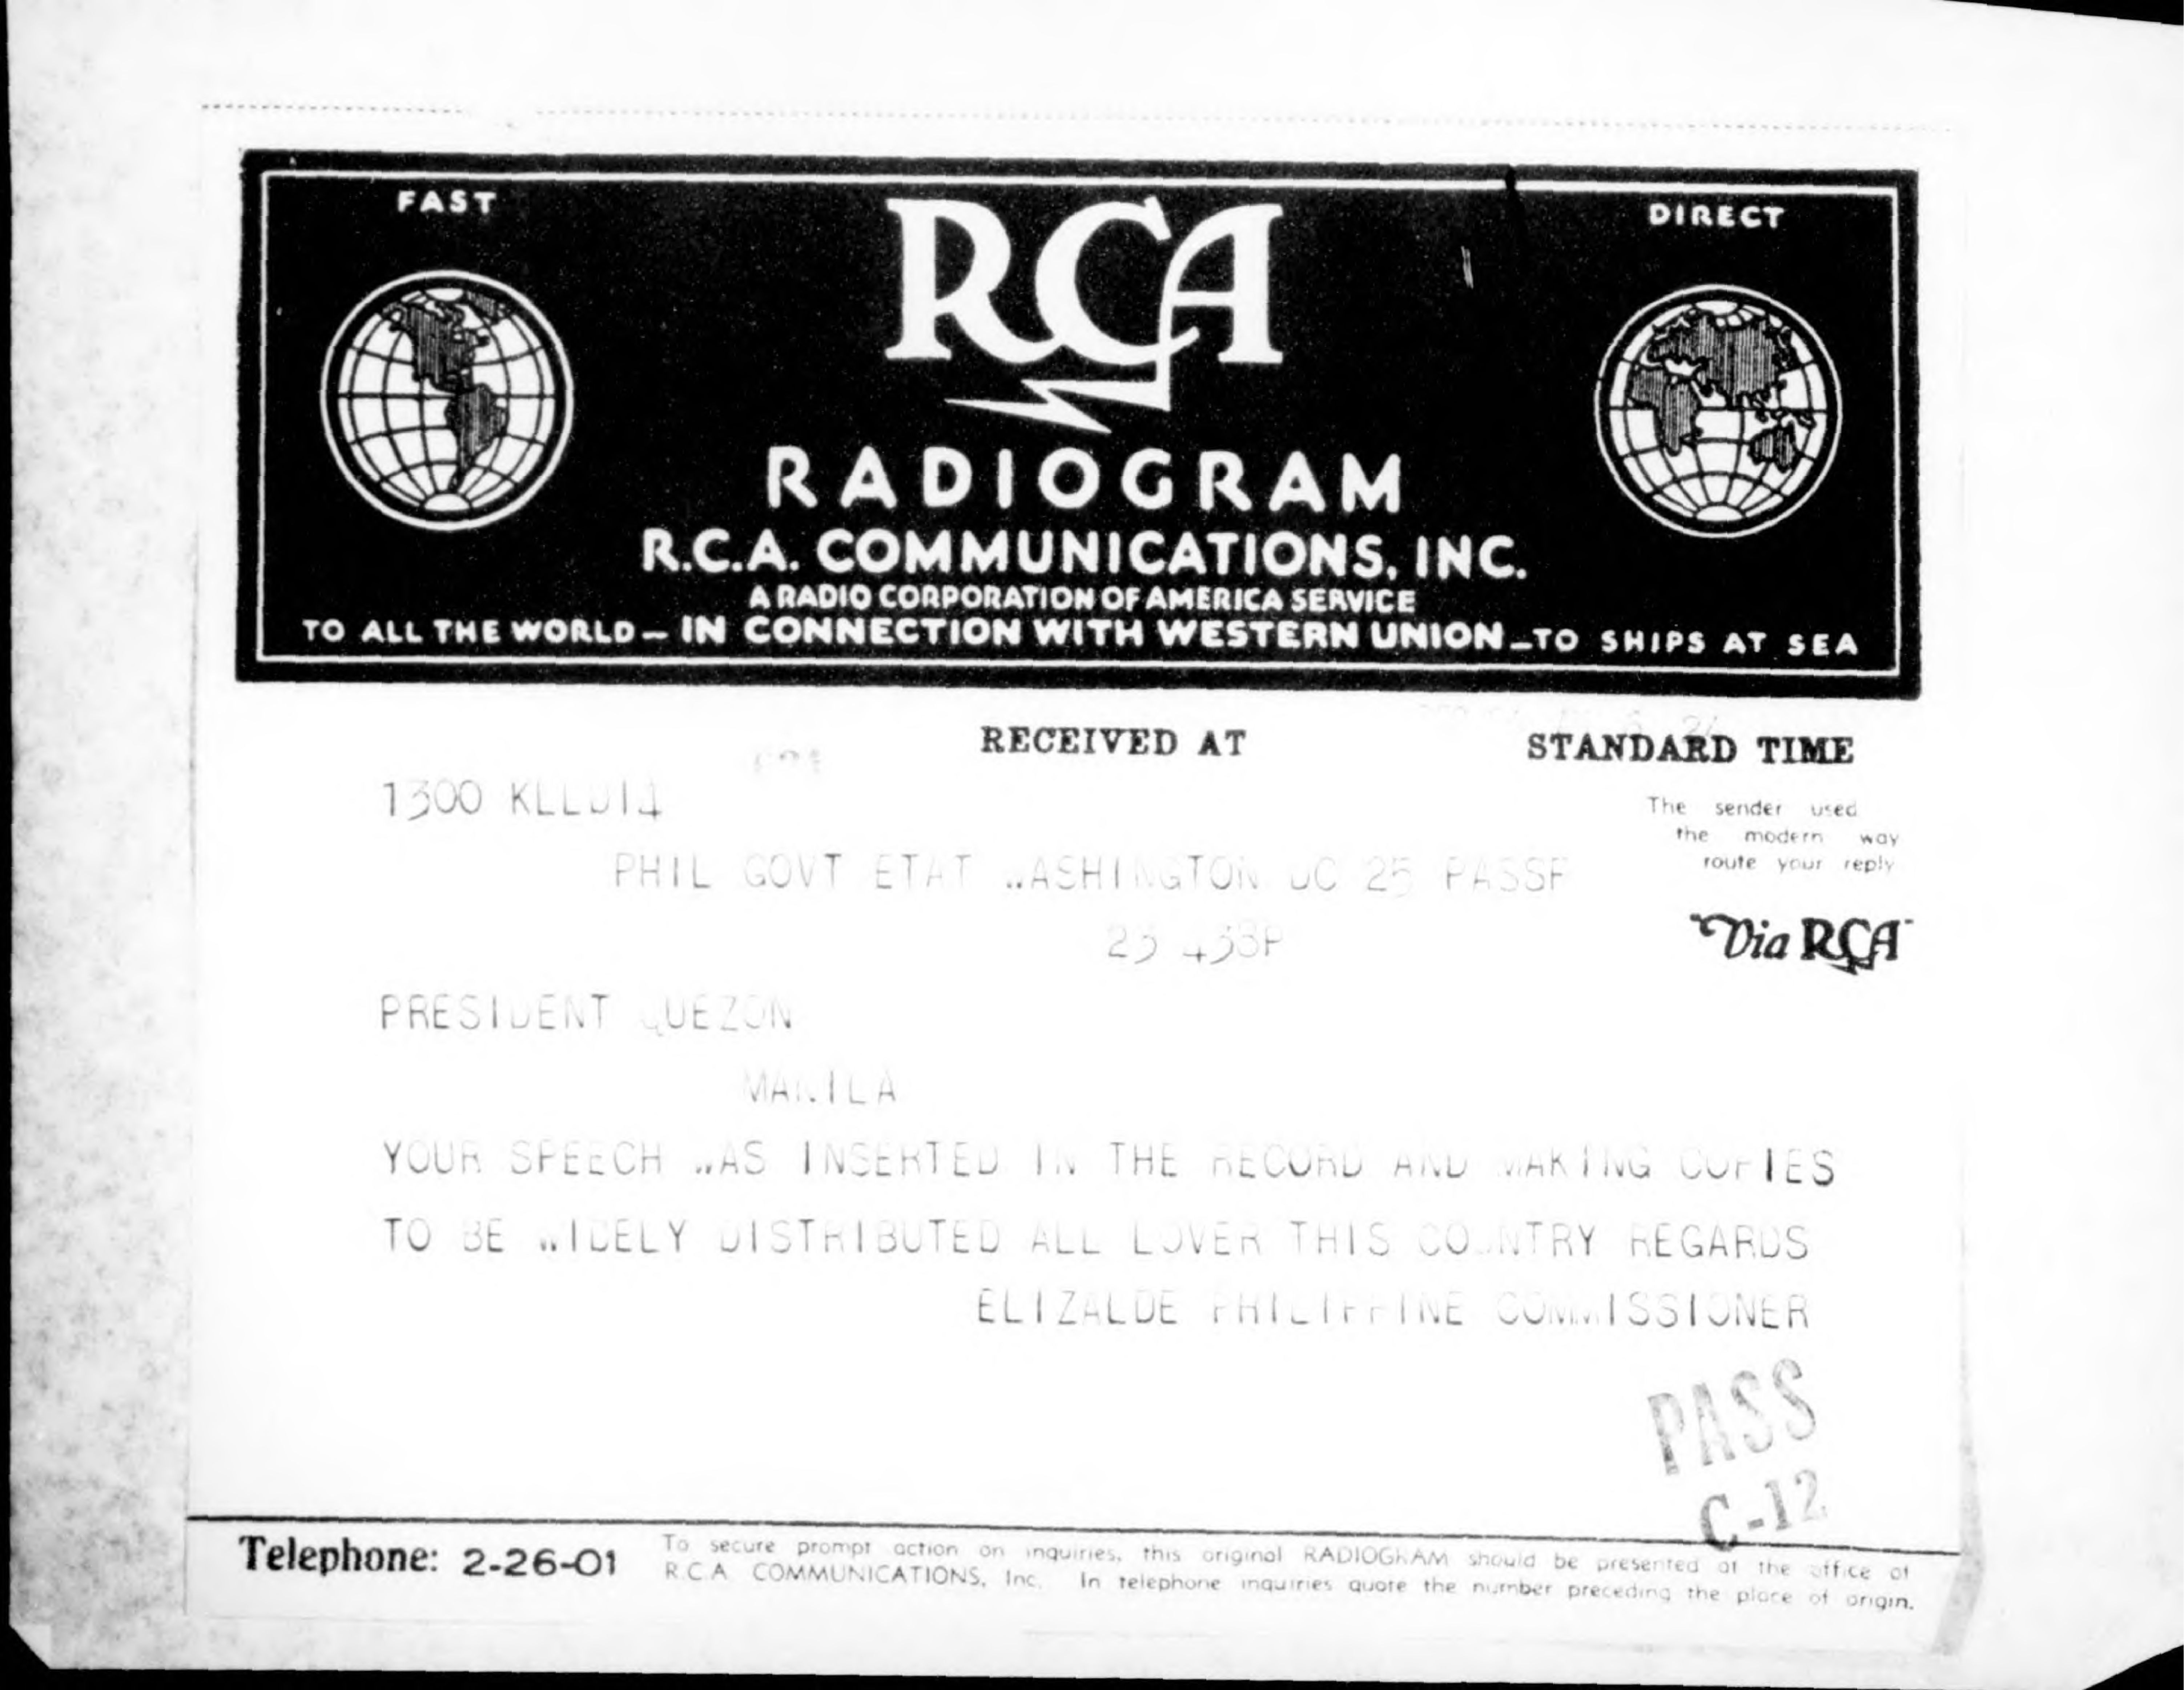 FAST
DIRECT
RCA
RADIOGRAM
R.C.A. COMMUNICATIONS, INC.
A RADIO CORPORATION OF AMERICA SERVICE
TO ALL THE WORLD — IN CONNECTION WITH WESTERN UNION — TO SHIPS AT SEA
RECEIVED AT
STANDARD TIME
1300
The sender used
the modern way
route your reply
PHIL GOVT ETAT WASHINGTON DC 25 PASSF
23 438P
"Via RCA"
PRESIDENT QUEZON
MANILA
YOUR SPEECH WAS INSERTED IN THE RECORD AND MAKING COPIES
TO BE WIDELY DISTRIBUTED ALL LOVER THIS COUNTRY REGARDS
ELIZALDE PHILIPPINE COMMISSIONER
PASS
C-12
Telephone: 2-26-01
To secure prompt action on inquiries, this original RADIOGRAM should be presented at the office of
R.C.A. COMMUNICATIONS, Inc. In telephone inquiries quote the number preceding the place of origin.